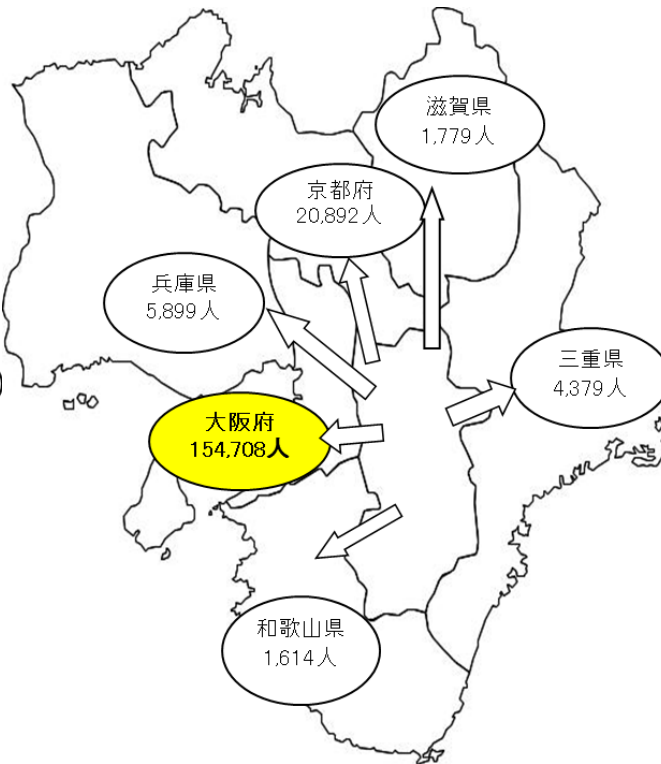 滋賀県
1,779人
京都府
20,892人
兵庫県
5,899人
三重県
4,379人
大阪府
154,708人
和歌山県
1,614人